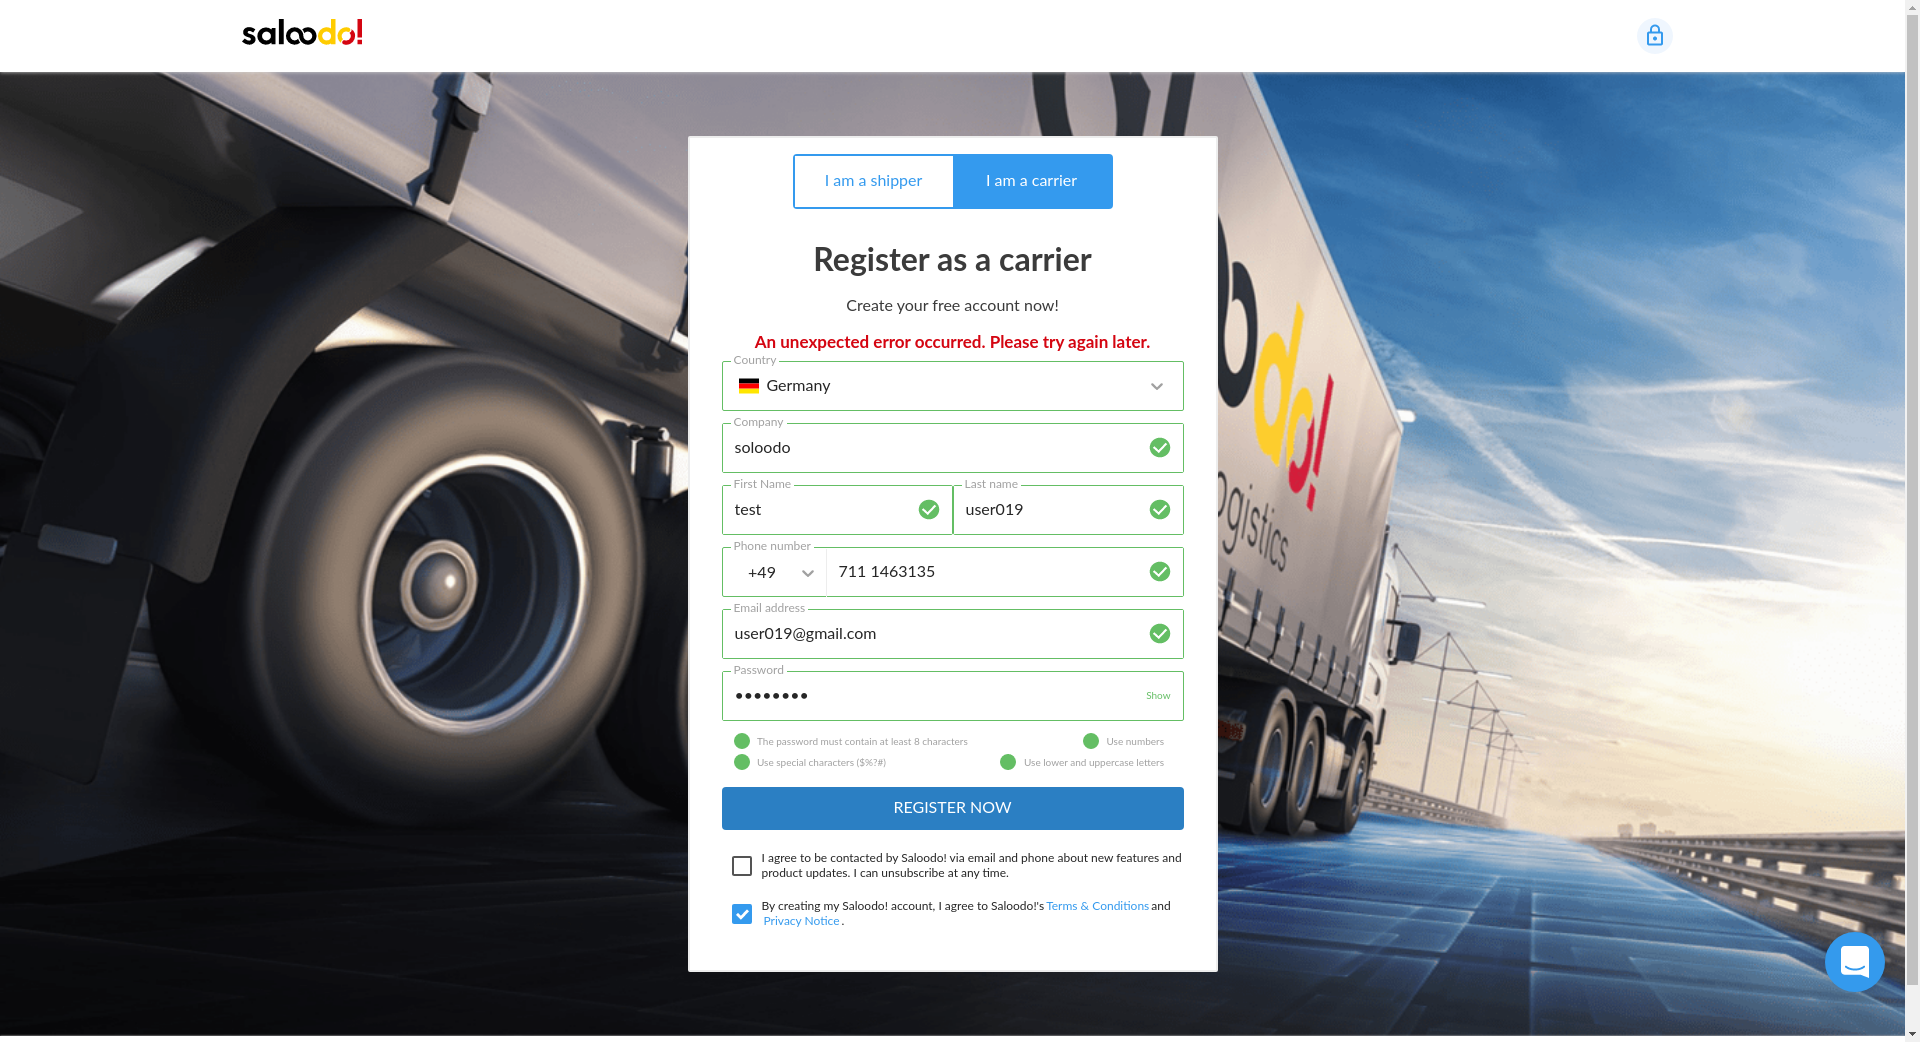 saloodo!
I am a shipper
I am a carrier
Register as a carrier
Create your free account now!
An unexpected error occurred. Please try again later.
Country
Germany
Company
soloodo
First Name
Last name
test
user019
Phone number
+49
711 1463135
Email address
user019@gmail.com
Password
••••••••
Show
The password must contain at least 8 characters
Use numbers
Use special characters ($%?#)
Use lower and uppercase letters
REGISTER NOW
I agree to be contacted by Saloodo! via email and phone about new features and
product updates. I can unsubscribe at any time.
By creating my Saloodo! account, I agree to Saloodo!'s Terms & Conditions and
Privacy Notice.